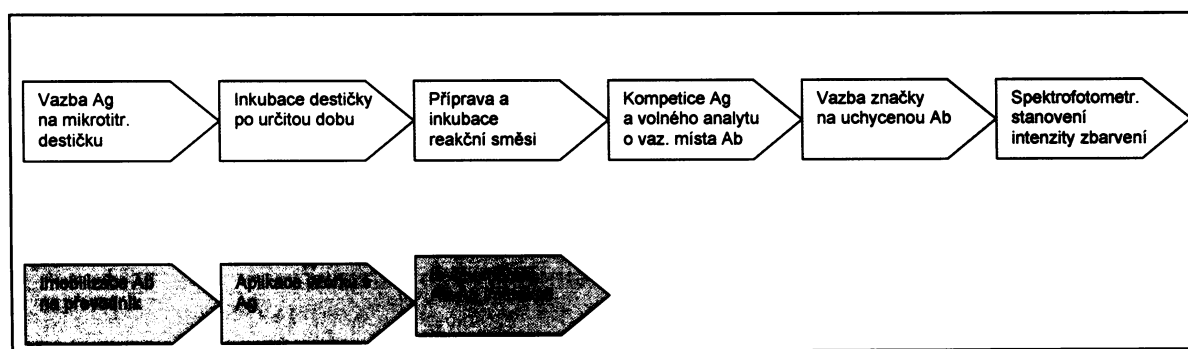 Vazba Ag
na mikrotitr.
destičku
Inkubace destičky
po určitou dobu
Příprava a
inkubace
reakční směsi
Kompetice Ag
a volného analytu
o vaz. místa Ab
Vazba značky
na uchycenou Ab
Spektrofotometr.
stanovení
intenzity zbarvení
Imobilizace Ab
na převodník
Aplikace vzorku s
Ag